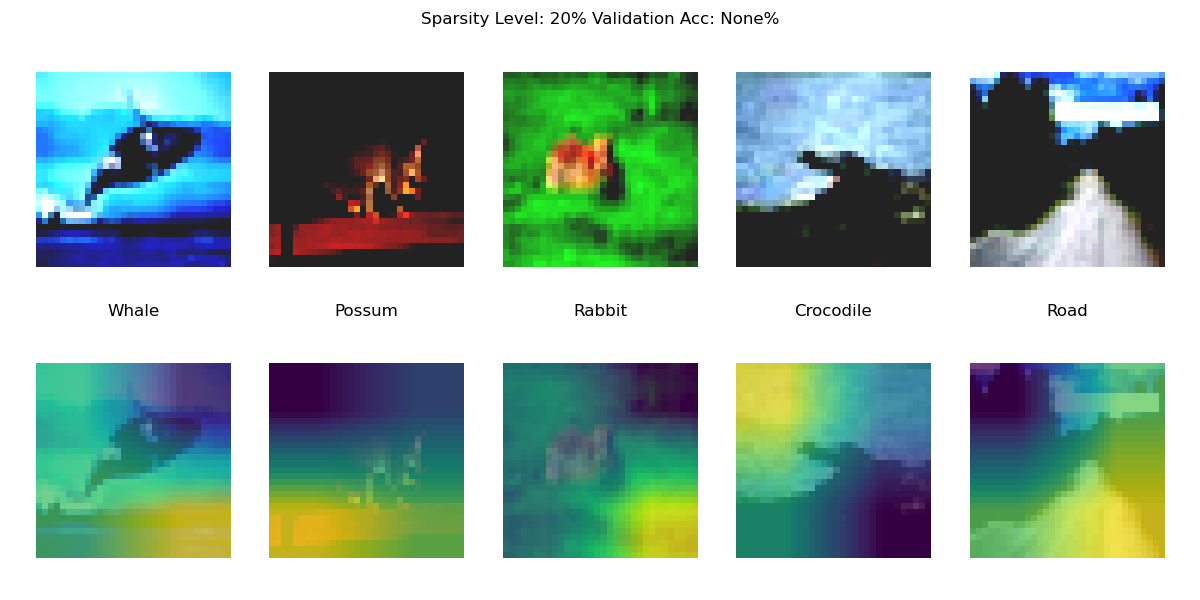 Sparsity Level: 20% Validation Acc: None%
Whale
Possum
Rabbit
Crocodile
Road